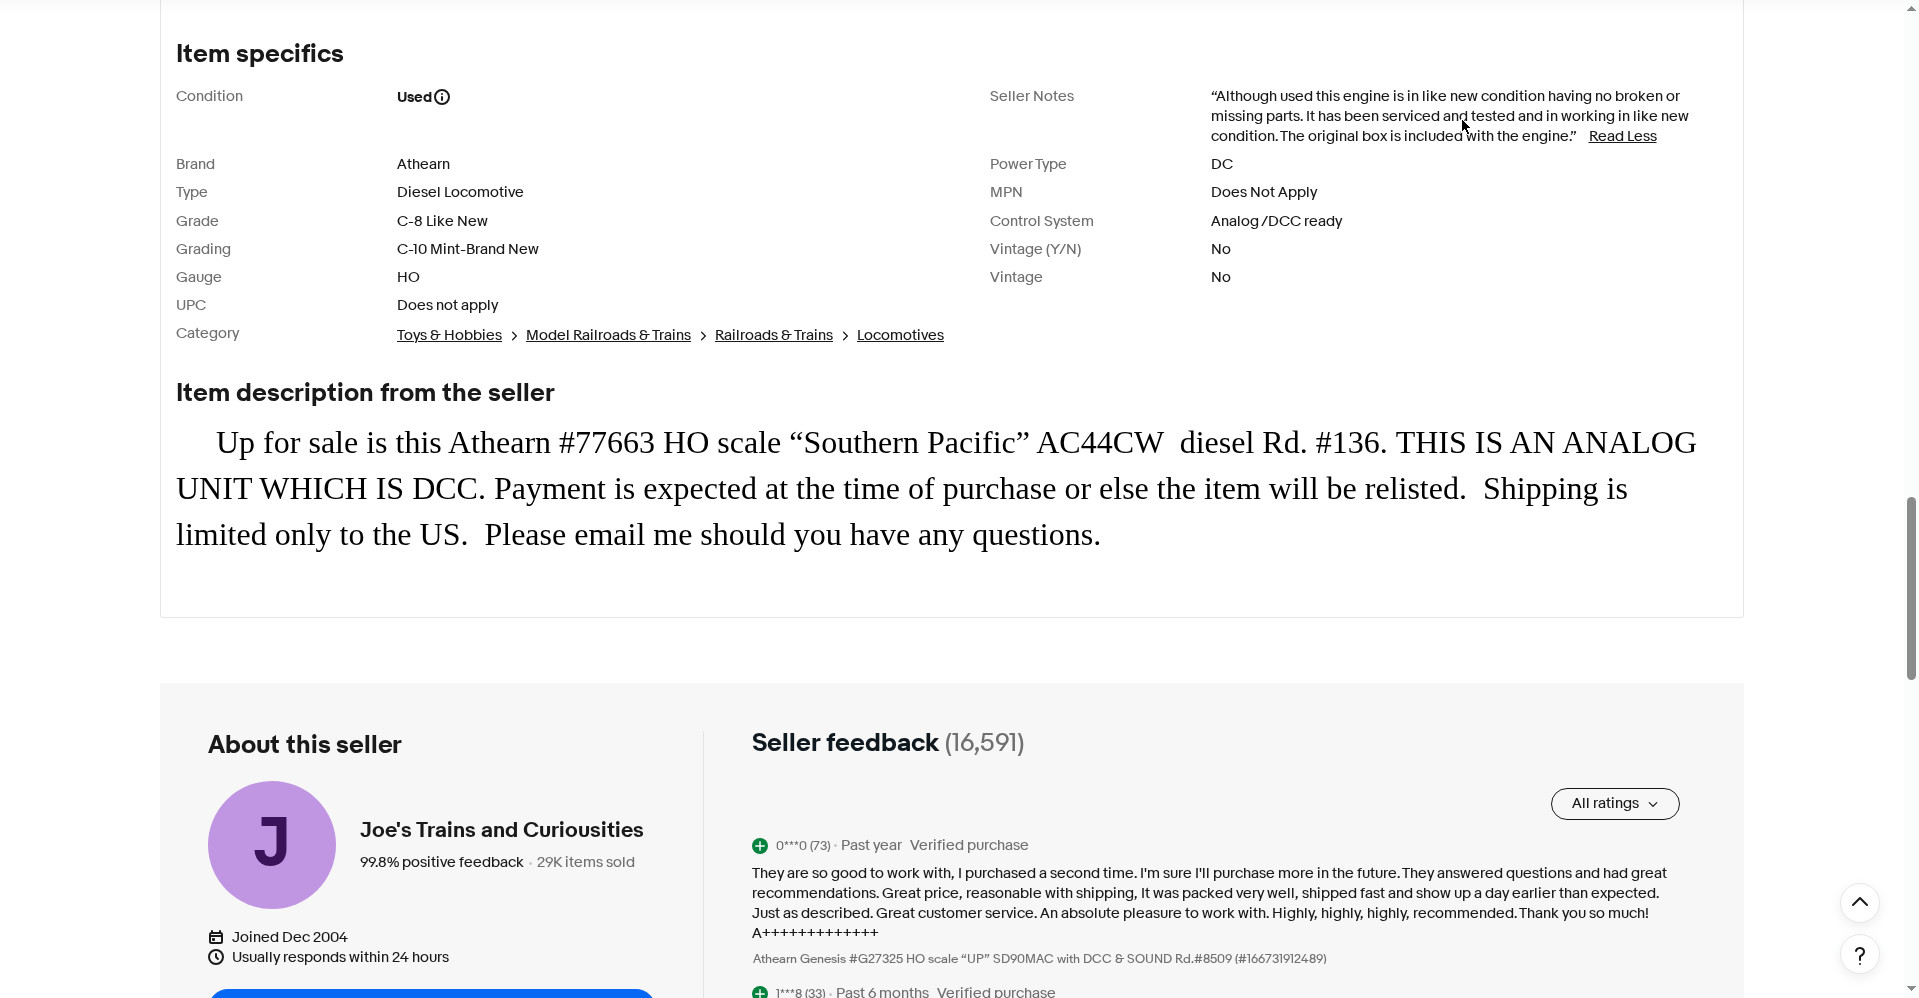 Item specifics
Condition
Used
Seller Notes
“Although used this engine is in like new condition having no broken or
missing parts. It has been serviced and tested and in working in like new
condition. The original box is included with the engine.” Read Less
Brand
Athearn
Power Type
DC
Type
Diesel Locomotive
MPN
Does Not Apply
Grade
C-8 Like New
Control System
Analog /DCC ready
Grading
C-10 Mint-Brand New
Vintage (Y/N)
No
Gauge
HO
Vintage
No
UPC
Does not apply
Category
Toys & Hobbies > Model Railroads & Trains > Railroads & Trains > Locomotives
Item description from the seller
Up for sale is this Athearn #77663 HO scale “Southern Pacific” AC44CW diesel Rd. #136. THIS IS AN ANALOG
UNIT WHICH IS DCC. Payment is expected at the time of purchase or else the item will be relisted. Shipping is
limited only to the US. Please email me should you have any questions.
About this seller
J
Joe's Trains and Curiousities
99.8% positive feedback · 29K items sold
Joined Dec 2004
Usually responds within 24 hours
Seller feedback (16,591)
All ratings
0***0 (73) · Past year Verified purchase
They are so good to work with, I purchased a second time. I'm sure I'll purchase more in the future. They answered questions and had great
recommendations. Great price, reasonable with shipping, It was packed very well, shipped fast and show up a day earlier than expected.
Just as described. Great customer service. An absolute pleasure to work with. Highly, highly, highly, recommended. Thank you so much!
A+++++++++++++
Athearn Genesis #G27325 HO scale “UP” SD90MAC with DCC & SOUND Rd.#8509 (#166731912489)
1***8 (33) · Past 6 months Verified purchase
?